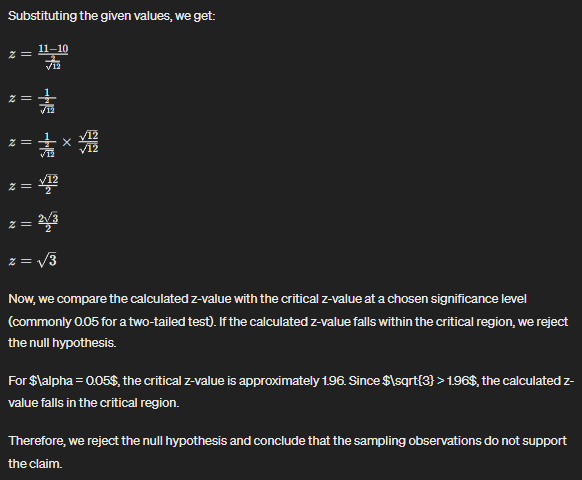 Substituting the given values, we get:
z = \frac{11-10}{\frac{2}{\sqrt{12}}}
z = \frac{1}{\frac{2}{\sqrt{12}}}
z = \frac{1}{\frac{2}{\sqrt{12}}} × \frac{\sqrt{12}}{\sqrt{12}}
z = \frac{\sqrt{12}}{2}
z = \frac{2\sqrt{3}}{2}
z = \sqrt{3}
Now, we compare the calculated z-value with the critical z-value at a chosen significance level
(commonly 0.05 for a two-tailed test). If the calculated z-value falls within the critical region, we reject
the null hypothesis.
For $\alpha = 0.05$, the critical z-value is approximately 1.96. Since $\sqrt{3} > 1.96$, the calculated z-
value falls in the critical region.
Therefore, we reject the null hypothesis and conclude that the sampling observations do not support
the claim.